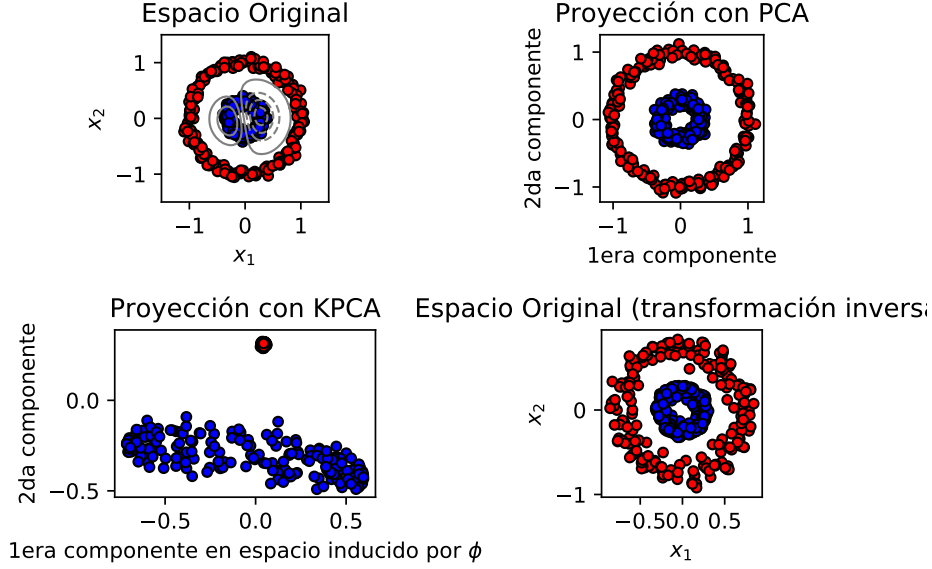 Espacio Original
1
0
−1
x₂
−1 0 1
x₁
Proyección con PCA
1
0
−1
2da componente
−1 0 1
1era componente
Proyección con KPCA
0.0
−0.5
2da componente
−0.5 0.0 0.5
1era componente en espacio inducido por ϕ
Espacio Original (transformación inversa
0
−1
x₂
−0.5 0.0 0.5
x₁